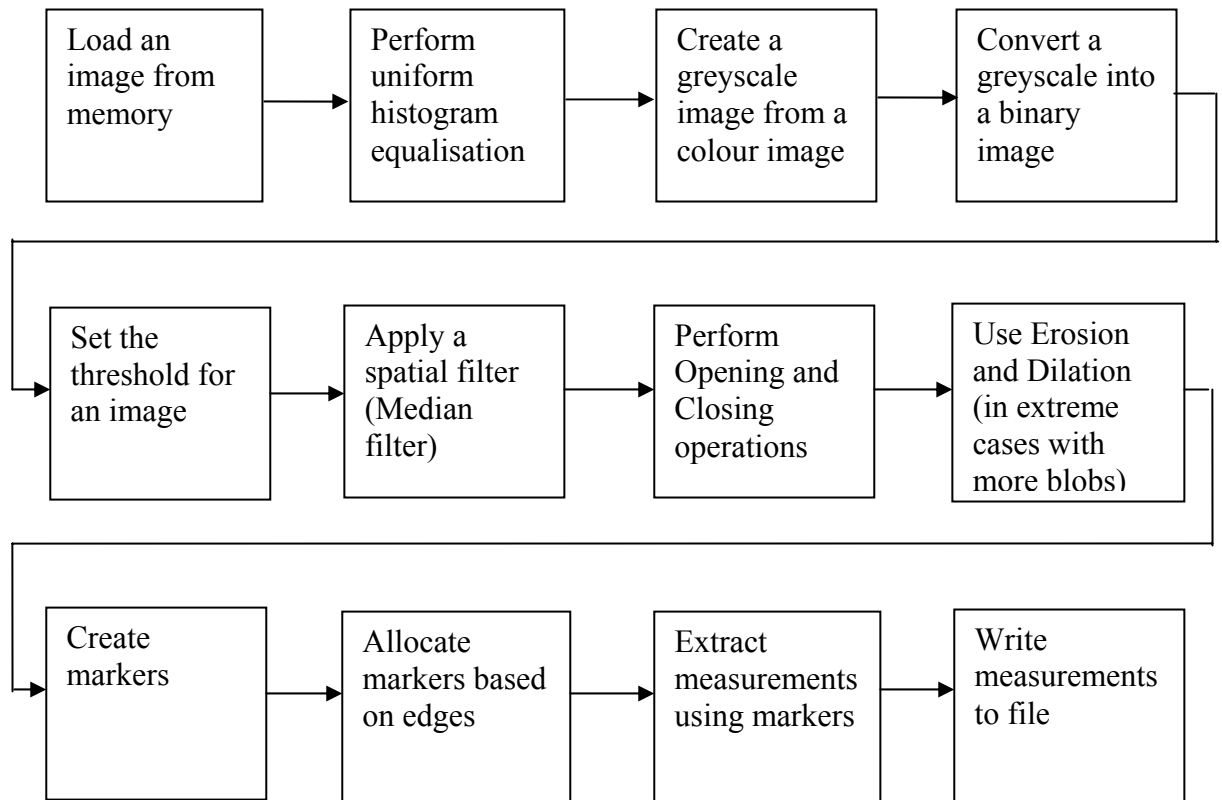 Load an
image from
memory
Perform
uniform
histogram
equalisation
Create a
greyscale
image from a
colour image
Convert a
greyscale into
a binary
image
Set the
threshold for
an image
Apply a
spatial filter
(Median
filter)
Perform
Opening and
Closing
operations
Use Erosion
and Dilation
(in extreme
cases with
more blobs)
Create
markers
Allocate
markers based
on edges
Extract
measurements
using markers
Write
measurements
to file